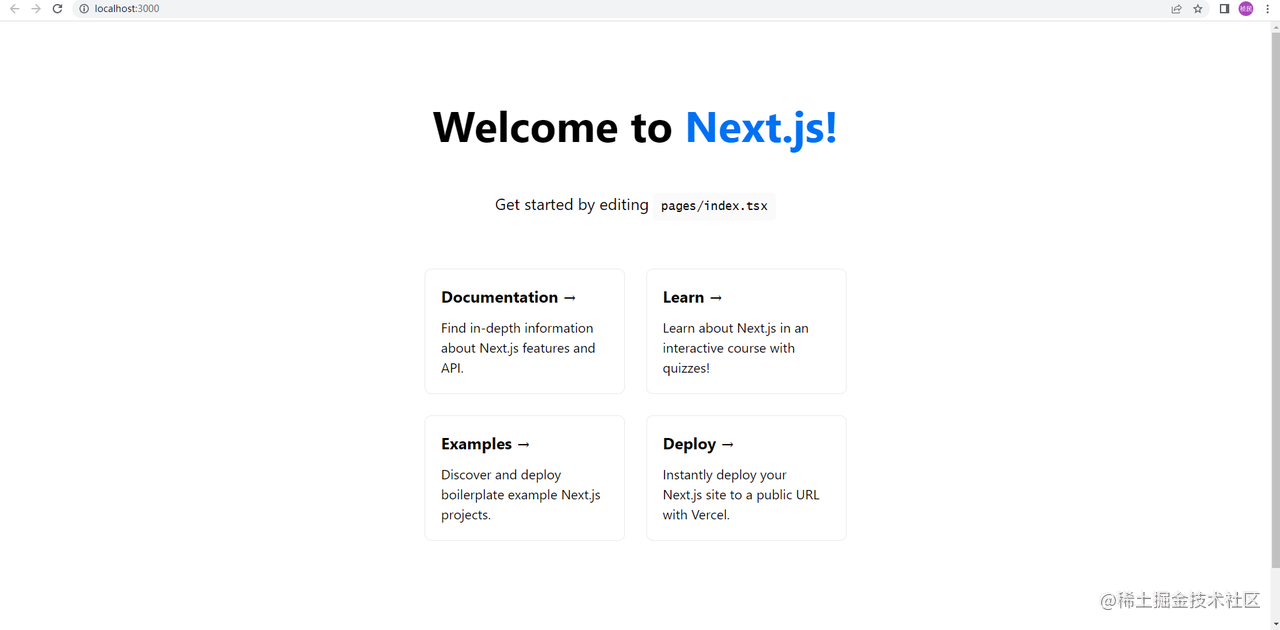 localhost:3000
Welcome to Next.js!
Get started by editing pages/index.tsx
Documentation →
Find in-depth information
about Next.js features and
API.
Learn →
Learn about Next.js in an
interactive course with
quizzes!
Examples →
Discover and deploy
boilerplate example Next.js
projects.
Deploy →
Instantly deploy your
Next.js site to a public URL
with Vercel.
@稀土掘金技术社区